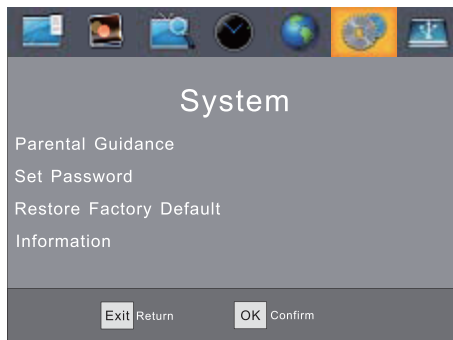 System
Parental Guidance
Set Password
Restore Factory Default
Information
Exit Return OK Confirm